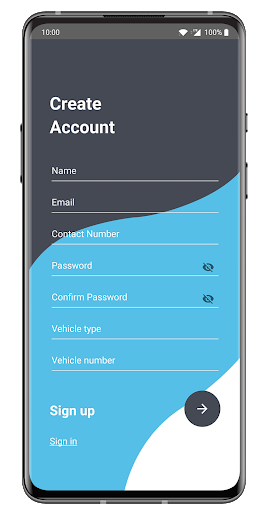 10:00 100%
Create
Account
Name
Email
Contact Number
Password
Confirm Password
Vehicle type
Vehicle number
Sign up
Sign in